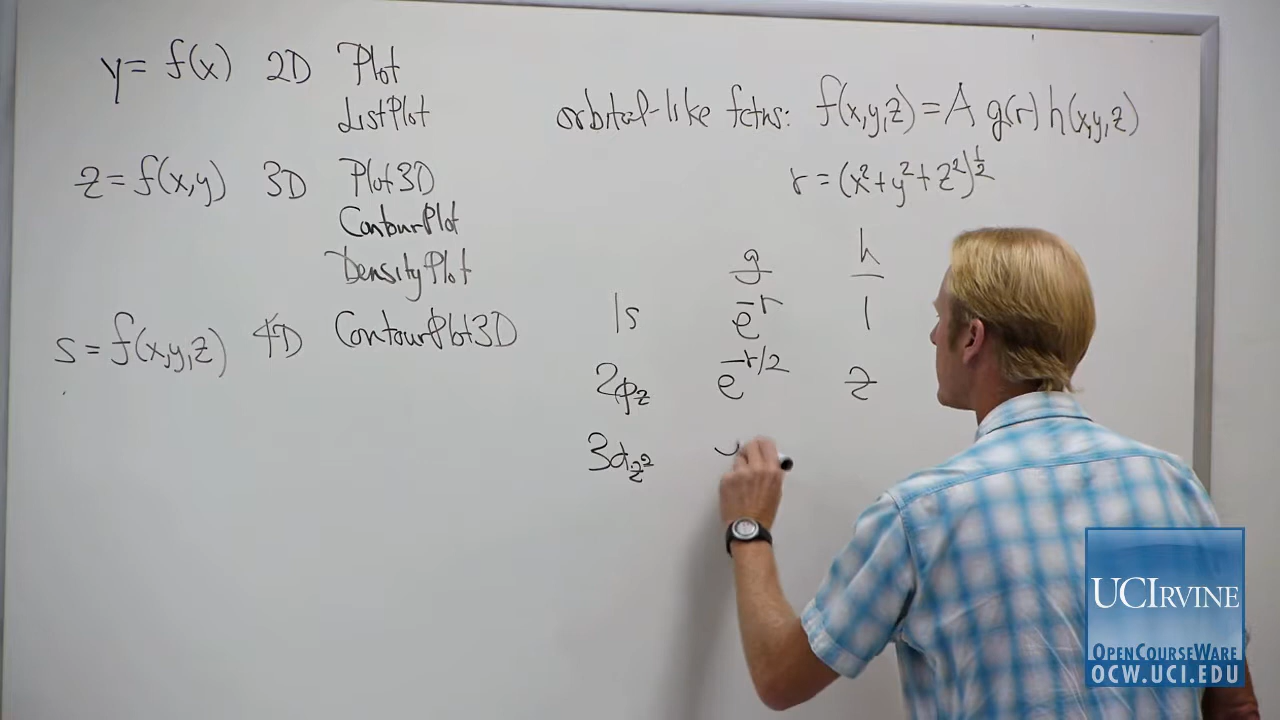 y = f(x) 2D Plot
ListPlot
z = f(x,y) 3D Plot3D
ContourPlot
DensityPlot
s = f(x,y,z) 4D ContourPlot3D
orbital-like fctns: f(x,y,z) = A g(r) h(x,y,z)
r = (x²+y²+z²)^½
g h
1s e^-r 1
2p_z e^-r/2 z
3d_z²
UCIRVINE
OPENCOURSEWARE
OCW.UCI.EDU